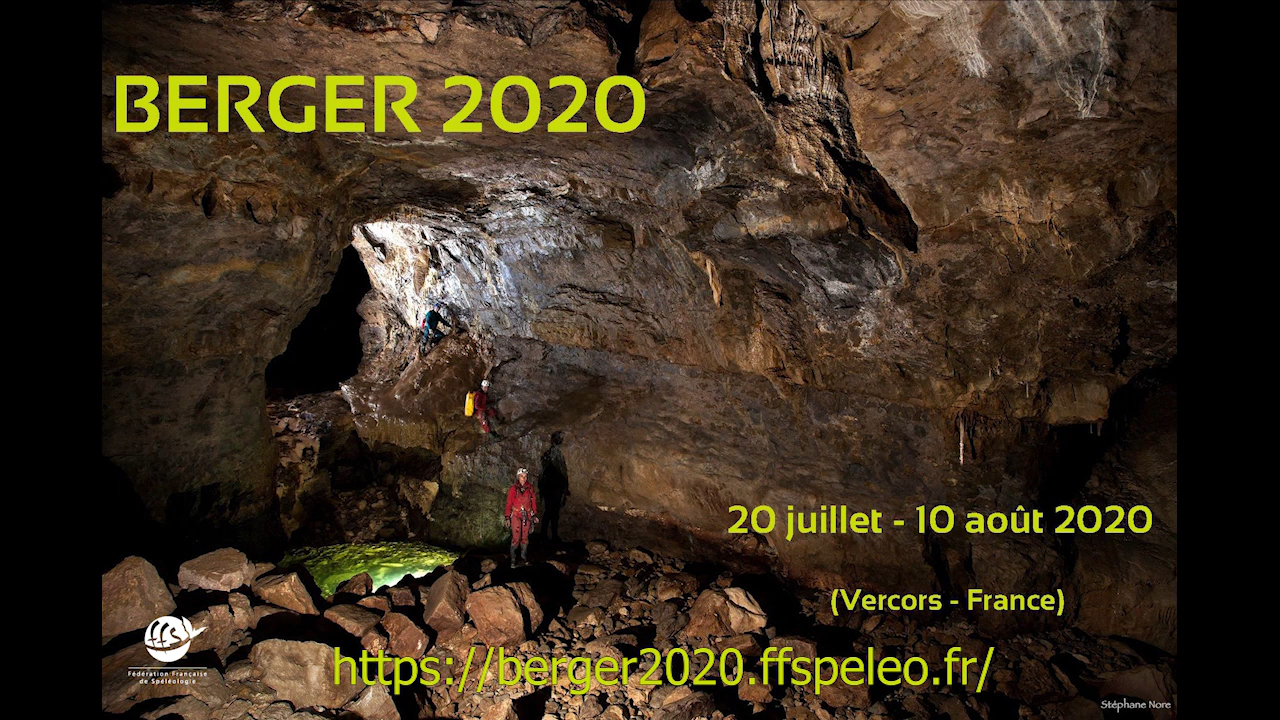 BERGER 2020
20 juillet - 10 août 2020
(Vercors - France)
ffs
Fédération Française
de Spéléologie
https://berger2020.ffspeleo.fr/
Stéphane Nore